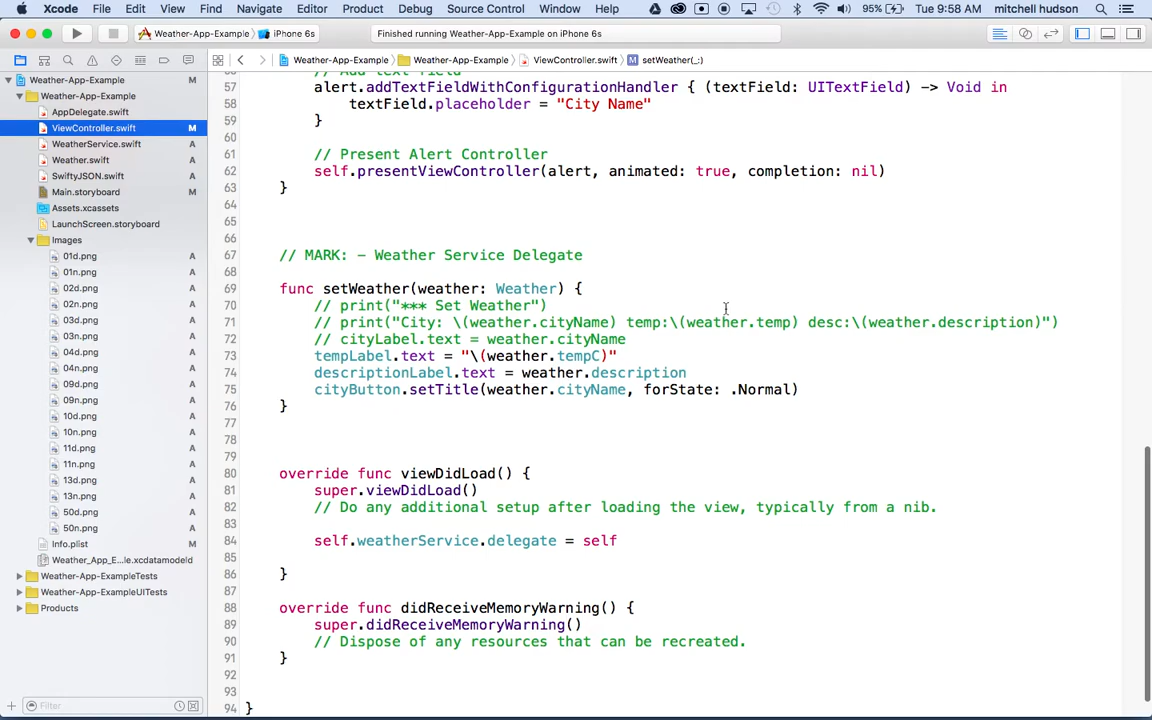 Xcode File Edit View Find Navigate Editor Product Debug Source Control Window Help 95% Tue 9:58 AM mitchell hudson
Weather-App-Example iPhone 6s Finished running Weather-App-Example on iPhone 6s
Weather-App-Example Weather-App-Example ViewController.swift M setWeather(_:)
Weather-App-Example M
Weather-App-Example
AppDelegate.swift
ViewController.swift M
WeatherService.swift A
Weather.swift A
SwiftyJSON.swift A
Main.storyboard M
Assets.xcassets
LaunchScreen.storyboard
Images
01d.png A
01n.png A
02d.png A
02n.png A
03d.png A
03n.png A
04d.png A
04n.png A
09d.png A
09n.png A
10d.png A
10n.png A
11d.png A
11n.png A
13d.png A
13n.png A
50d.png A
50n.png A
Info.plist M
Weather_App_E...le.xcdatamodeld
Weather-App-ExampleTests
Weather-App-ExampleUITests
Products
Filter
56 // Add text field
57 alert.addTextFieldWithConfigurationHandler { (textField: UITextField) -> Void in
58 textField.placeholder = "City Name"
59 }
60
61 // Present Alert Controller
62 self.presentViewController(alert, animated: true, completion: nil)
63 }
64
65
66
67 // MARK: - Weather Service Delegate
68
69 func setWeather(weather: Weather) {
70 // print("*** Set Weather")
71 // print("City: \(weather.cityName) temp:\(weather.temp) desc:\(weather.description)")
72 // cityLabel.text = weather.cityName
73 tempLabel.text = "\(weather.tempC)"
74 descriptionLabel.text = weather.description
75 cityButton.setTitle(weather.cityName, forState: .Normal)
76 }
77
78
79
80 override func viewDidLoad() {
81 super.viewDidLoad()
82 // Do any additional setup after loading the view, typically from a nib.
83
84 self.weatherService.delegate = self
85
86 }
87
88 override func didReceiveMemoryWarning() {
89 super.didReceiveMemoryWarning()
90 // Dispose of any resources that can be recreated.
91 }
92
93
94 }